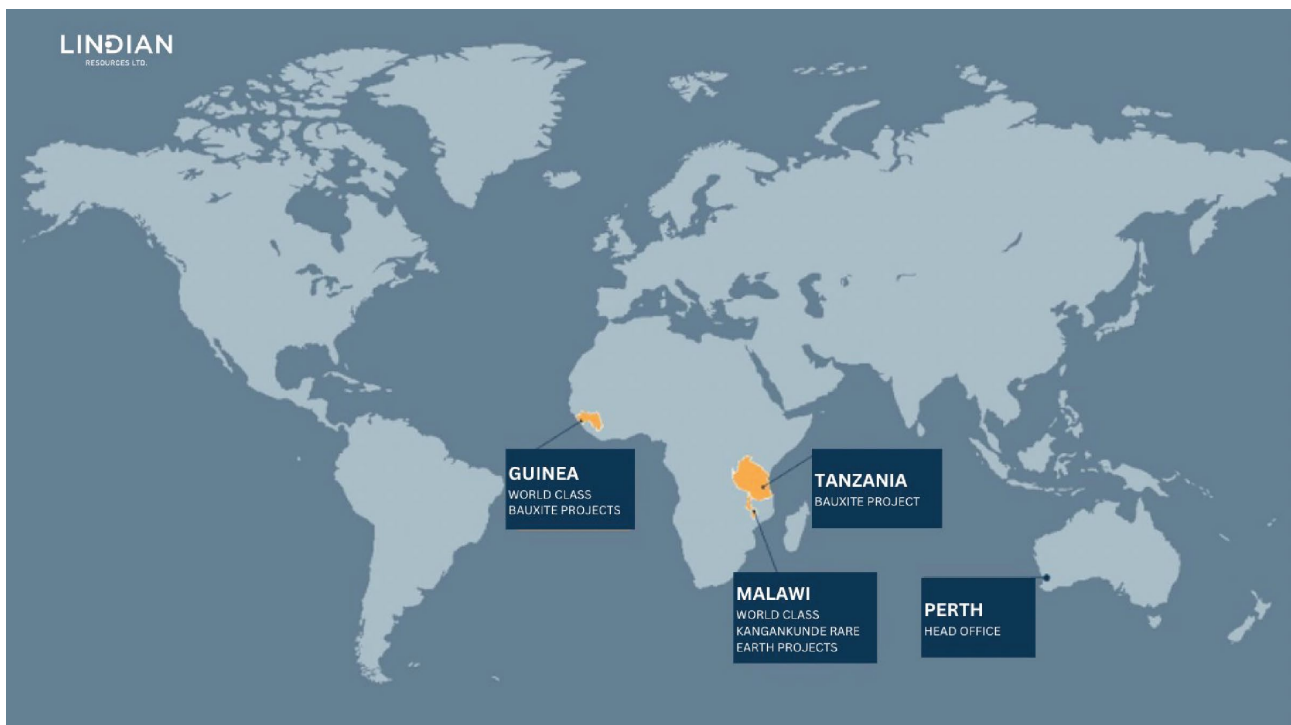 LINDIAN
RESOURCES LTD.
GUINEA
WORLD CLASS
BAUXITE PROJECTS
TANZANIA
BAUXITE PROJECT
MALAWI
WORLD CLASS
KANGANKUNDE RARE
EARTH PROJECTS
PERTH
HEAD OFFICE